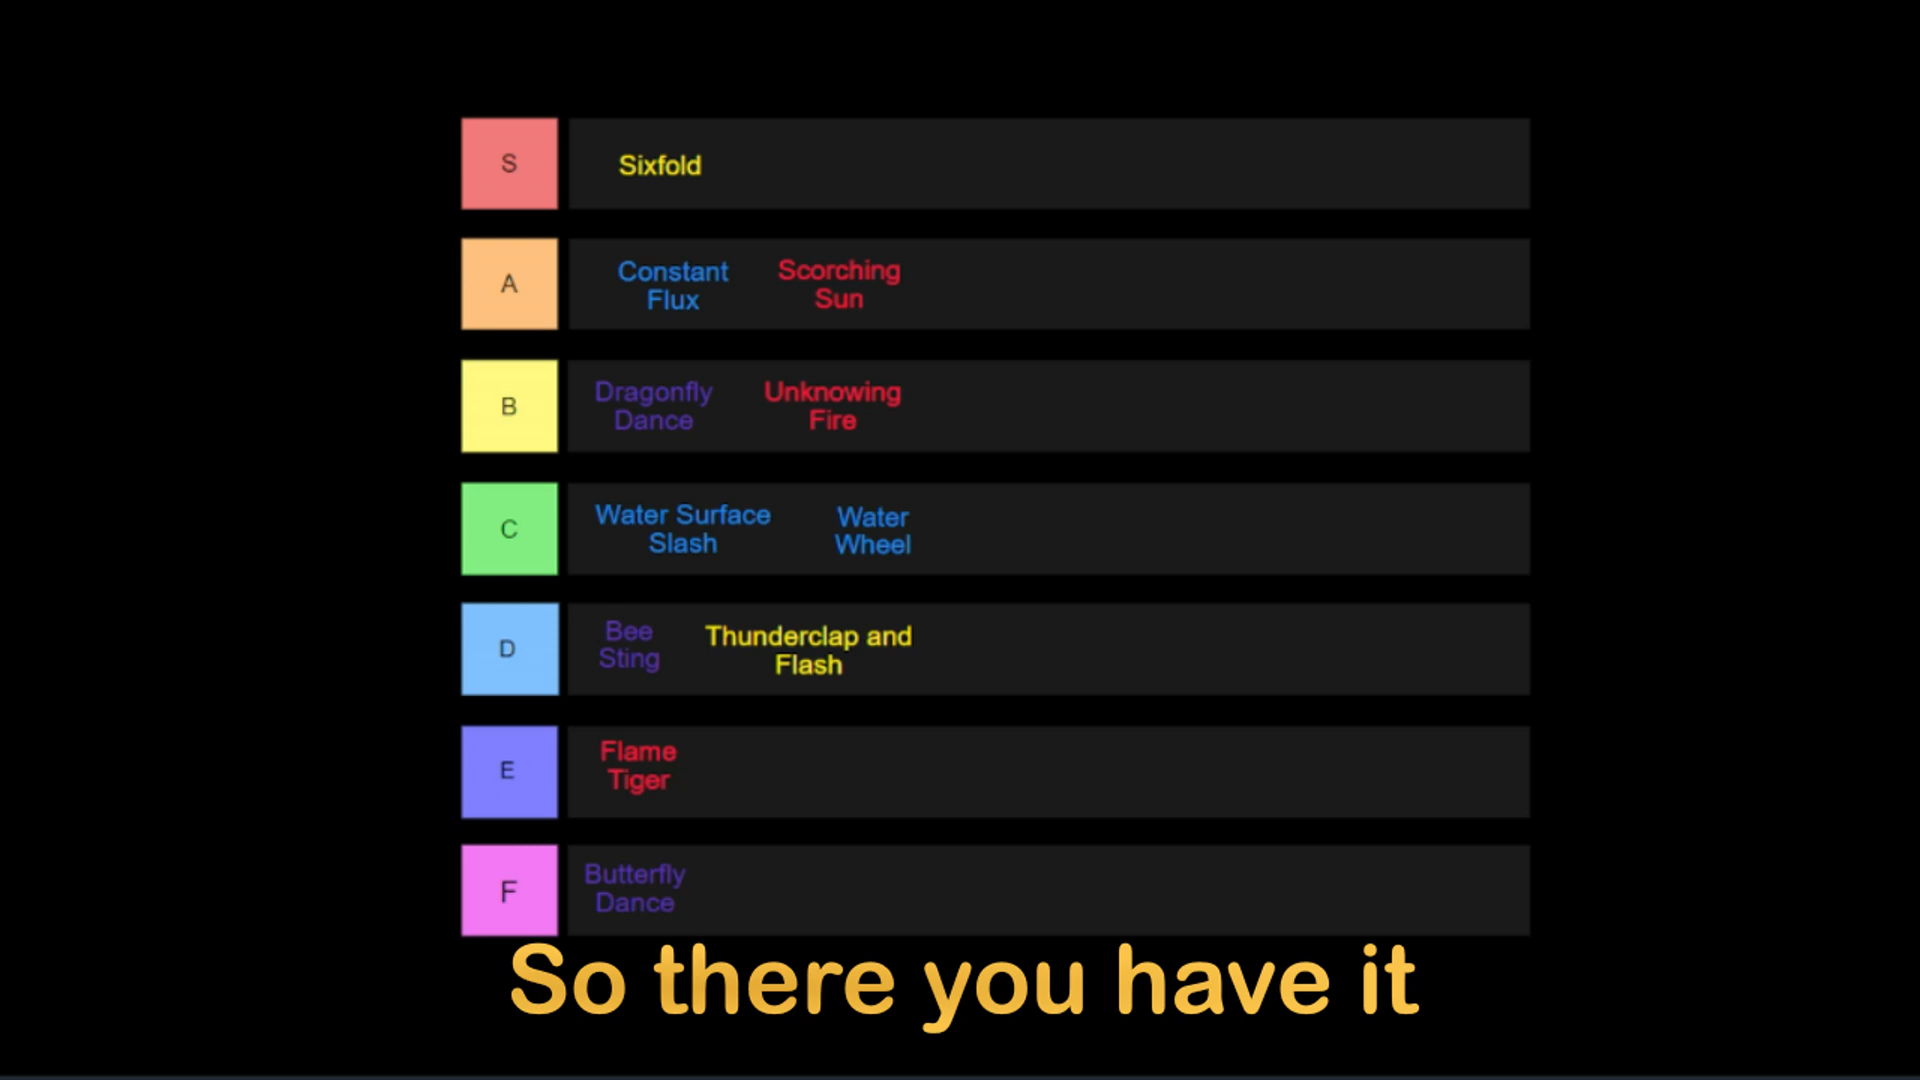 S
Sixfold
A
Constant
Flux
Scorching
Sun
B
Dragonfly
Dance
Unknowing
Fire
C
Water Surface
Slash
Water
Wheel
D
Bee
Sting
Thunderclap and
Flash
E
Flame
Tiger
F
Butterfly
Dance
So there you have it